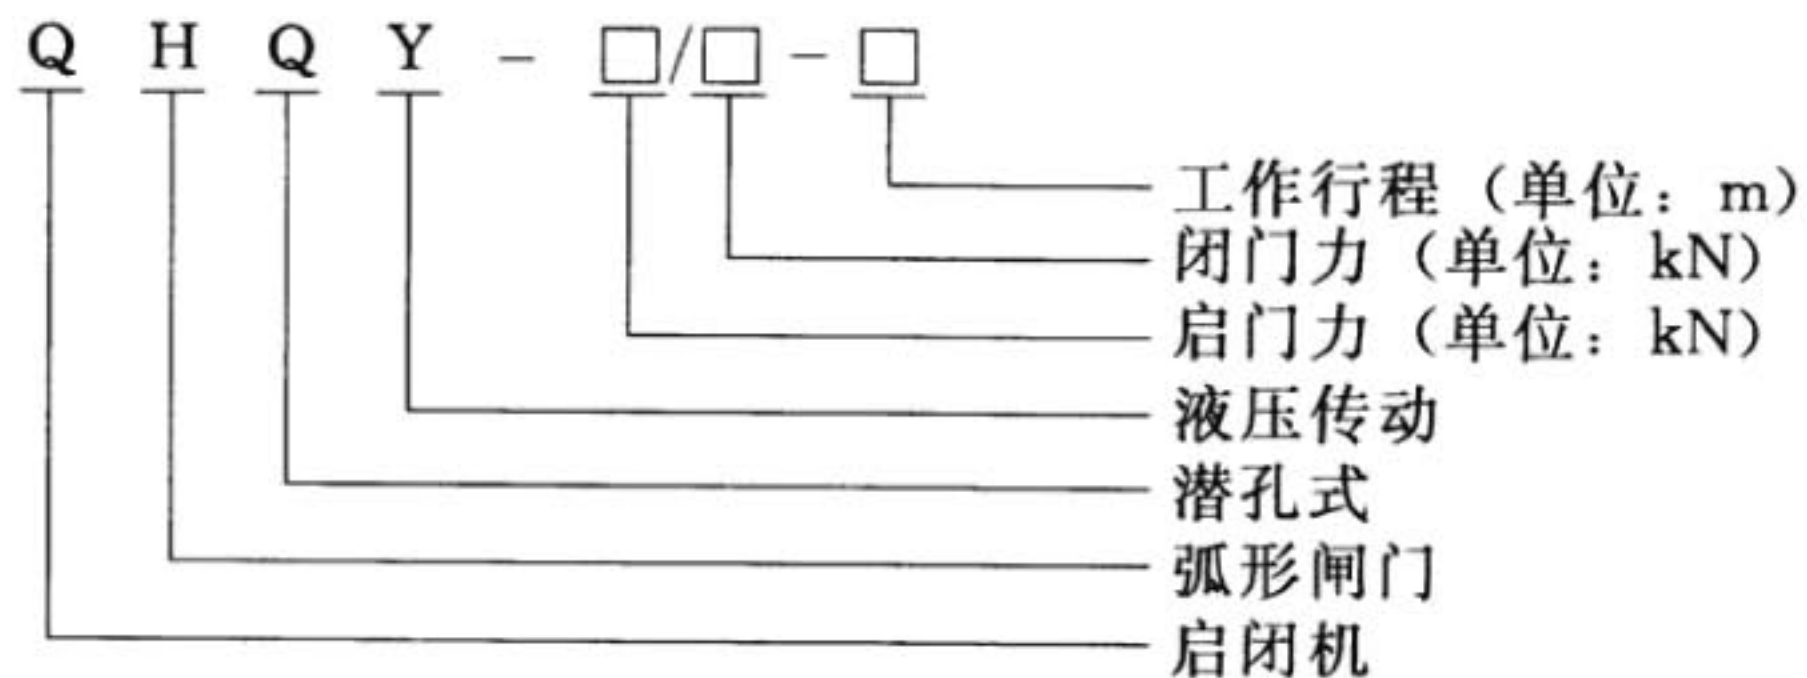 Q H Q Y - □/□ - □
工作行程（单位：m）
闭门力（单位：kN）
启门力（单位：kN）
液压传动
潜孔式
弧形闸门
启闭机